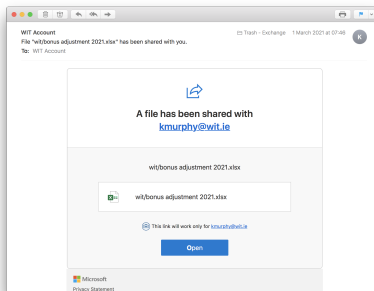 WIT Account
Trash - Exchange 1 March 2021 at 07:46
K
File "wit/bonus adjustment 2021.xlsx" has been shared with you.
To: WIT Account
A file has been shared with
kmurphy@wit.ie
wit/bonus adjustment 2021.xlsx
wit/bonus adjustment 2021.xlsx
This link will work only for kmurphy@wit.ie
Open
Microsoft
Privacy Statement